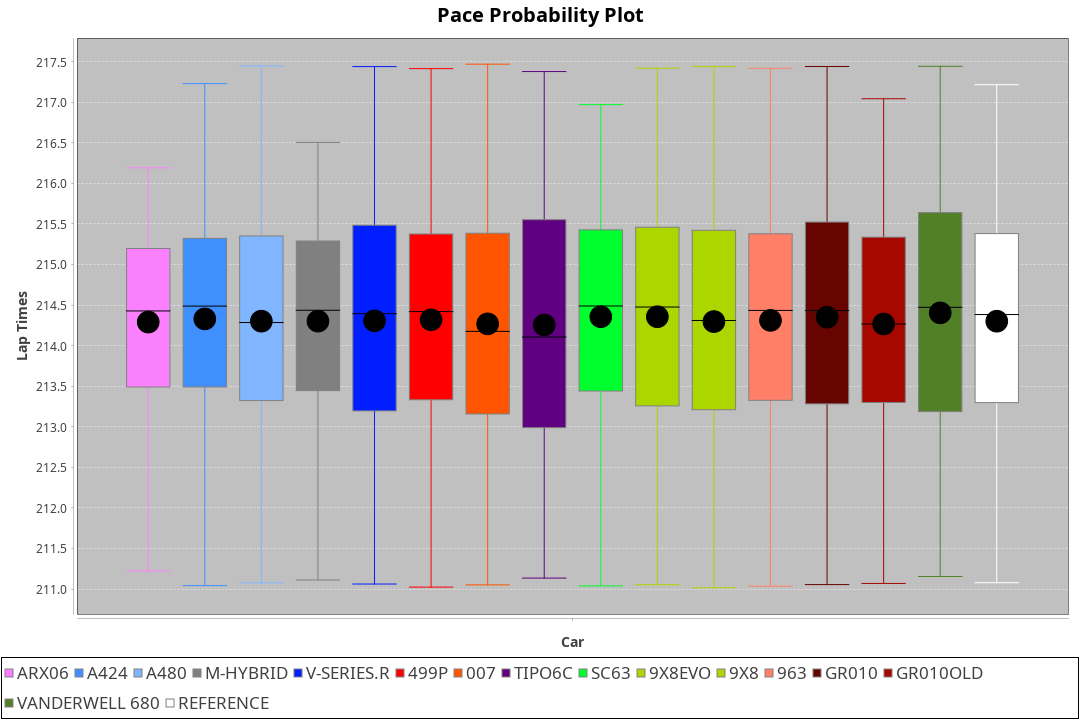 Pace Probability Plot
217.5
217.0
216.5
216.0
215.5
215.0
214.5
214.0
213.5
213.0
212.5
212.0
211.5
211.0
Lap Times
Car
ARX06 A424 A480 M-HYBRID V-SERIES.R 499P 007 TIPO6C SC63 9X8EVO 9X8 963 GR010 GR010OLD
VANDERWELL 680 REFERENCE